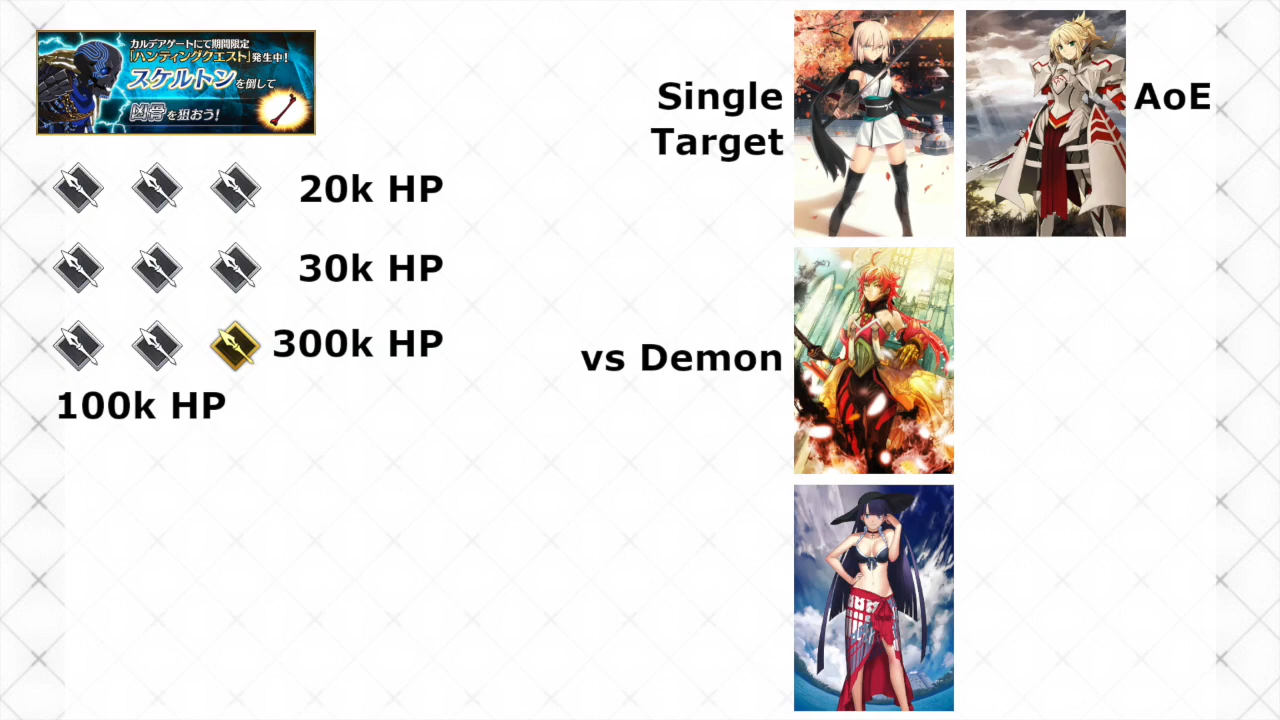 カルデアゲートにて期間限定
「ハンティングクエスト」発生中!
スケルトンを倒して
凶骨を狙おう!
20k HP
30k HP
300k HP
100k HP
Single
Target
AoE
vs Demon